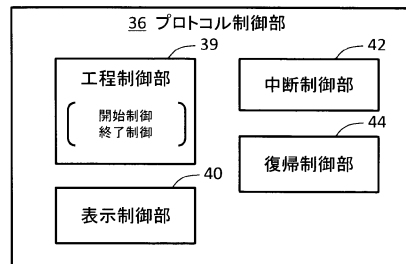 36 プロトコル制御部
39
工程制御部
開始制御
終了制御
42
中断制御部
44
復帰制御部
40
表示制御部